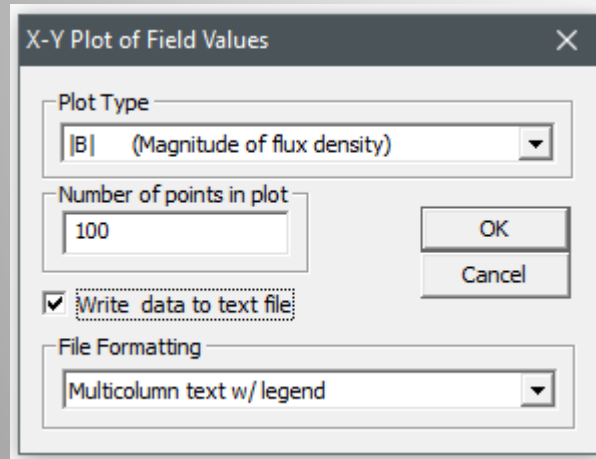 X-Y Plot of Field Values
Plot Type
|B| (Magnitude of flux density)
Number of points in plot
100
OK
Cancel
Write data to text file
File Formatting
Multicolumn text w/ legend